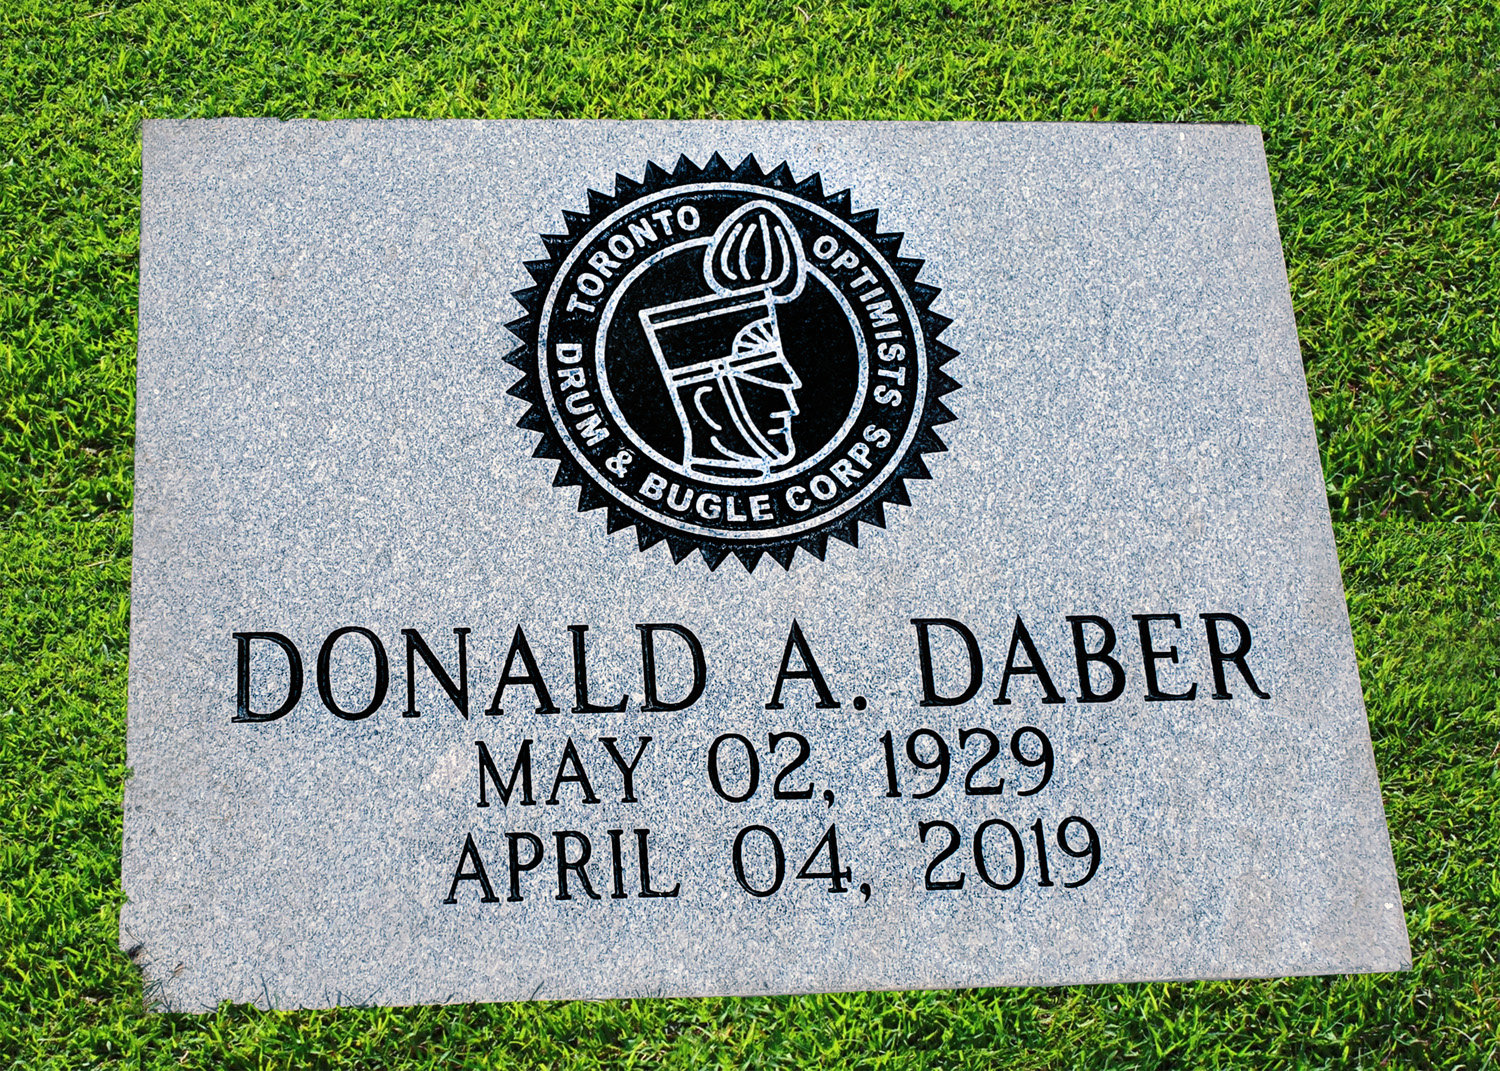 TORONTO OPTIMISTS
DRUM & BUGLE CORPS
DONALD A. DABER
MAY 02, 1929
APRIL 04, 2019